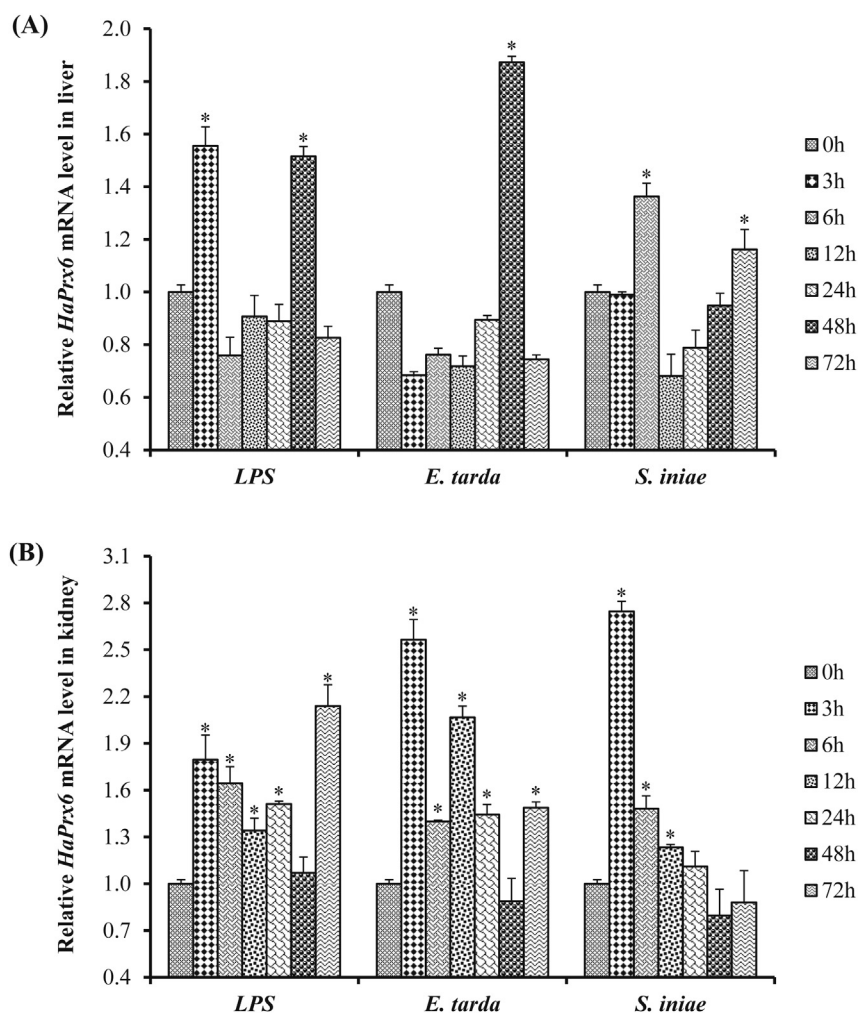 (A)
Relative HaPrx6 mRNA level in liver
2.0
1.8
1.6
1.4
1.2
1.0
0.8
0.6
0.4
*
*
*
*
*
LPS
E. tarda
S. iniae
0h
3h
6h
12h
24h
48h
72h
(B)
Relative HaPrx6 mRNA level in kidney
3.1
2.8
2.5
2.2
1.9
1.6
1.3
1.0
0.7
0.4
*
*
*
*
*
*
*
*
*
*
*
*
*
LPS
E. tarda
S. iniae
0h
3h
6h
12h
24h
48h
72h